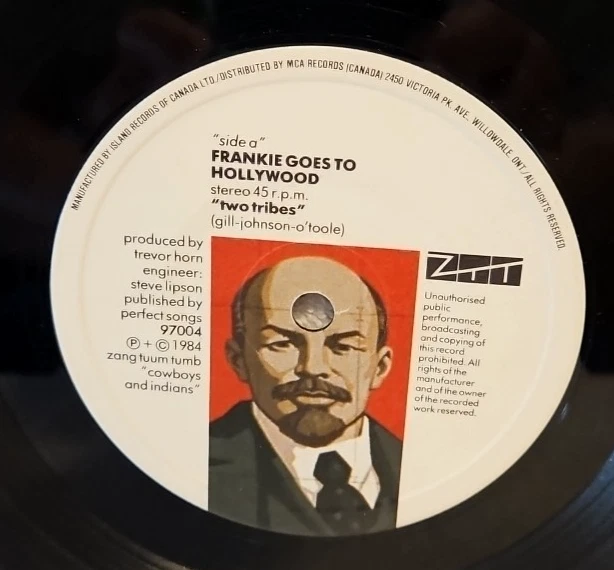 MANUFACTURED BY ISLAND RECORDS OF CANADA LTD./DISTRIBUTED BY MCA RECORDS (CANADA) 2450 VICTORIA PK. AVE., WILLOWDALE, ONT./ALL RIGHTS RESERVED.
"side a"
FRANKIE GOES TO
HOLLYWOOD
stereo 45 r.p.m.
"two tribes"
(gill-johnson-o'toole)
produced by
trevor horn
engineer:
steve lipson
published by
perfect songs
97004
Ⓟ + © 1984
zang tuum tumb
"cowboys
and indians"
ZTT
Unauthorised
public
performance,
broadcasting
and copying of
this record
prohibited. All
rights of the
manufacturer
and of the owner
of the recorded
work reserved.